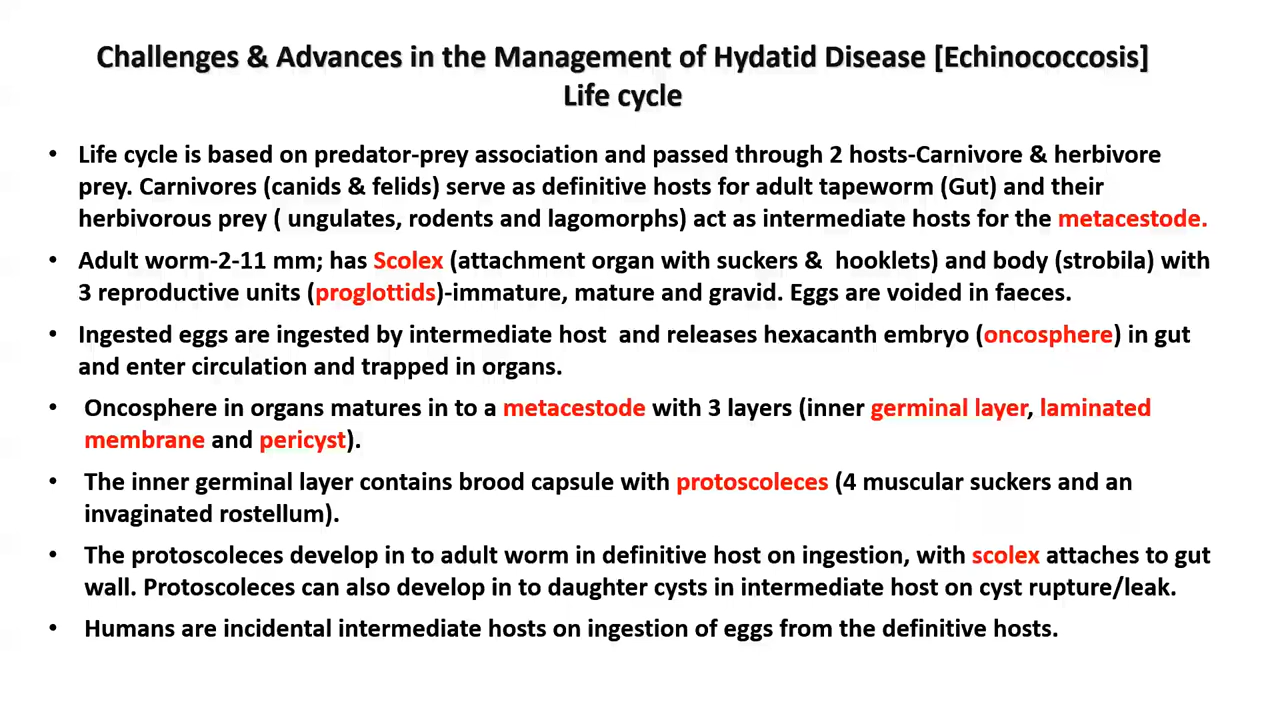 Challenges & Advances in the Management of Hydatid Disease [Echinococcosis]
Life cycle
• Life cycle is based on predator-prey association and passed through 2 hosts-Carnivore & herbivore
prey. Carnivores (canids & felids) serve as definitive hosts for adult tapeworm (Gut) and their
herbivorous prey ( ungulates, rodents and lagomorphs) act as intermediate hosts for the metacestode.
• Adult worm-2-11 mm; has Scolex (attachment organ with suckers & hooklets) and body (strobila) with
3 reproductive units (proglottids)-immature, mature and gravid. Eggs are voided in faeces.
• Ingested eggs are ingested by intermediate host and releases hexacanth embryo (oncosphere) in gut
and enter circulation and trapped in organs.
• Oncosphere in organs matures in to a metacestode with 3 layers (inner germinal layer, laminated
membrane and pericyst).
• The inner germinal layer contains brood capsule with protoscoleces (4 muscular suckers and an
invaginated rostellum).
• The protoscoleces develop in to adult worm in definitive host on ingestion, with scolex attaches to gut
wall. Protoscoleces can also develop in to daughter cysts in intermediate host on cyst rupture/leak.
• Humans are incidental intermediate hosts on ingestion of eggs from the definitive hosts.